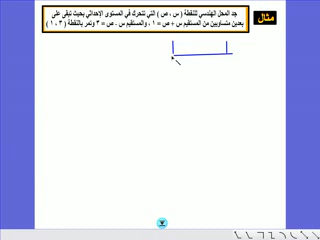 مثال
جد المحل الهندسي للنقطة ( س ، ص ) التي تتحرك في المستوى الإحداثي بحيث تبقى على
بعدين متساويين من المستقيم س + ص = ١ ، والمستقيم س - ص = ٣ وتمر بالنقطة ( ٣ ، ١ )